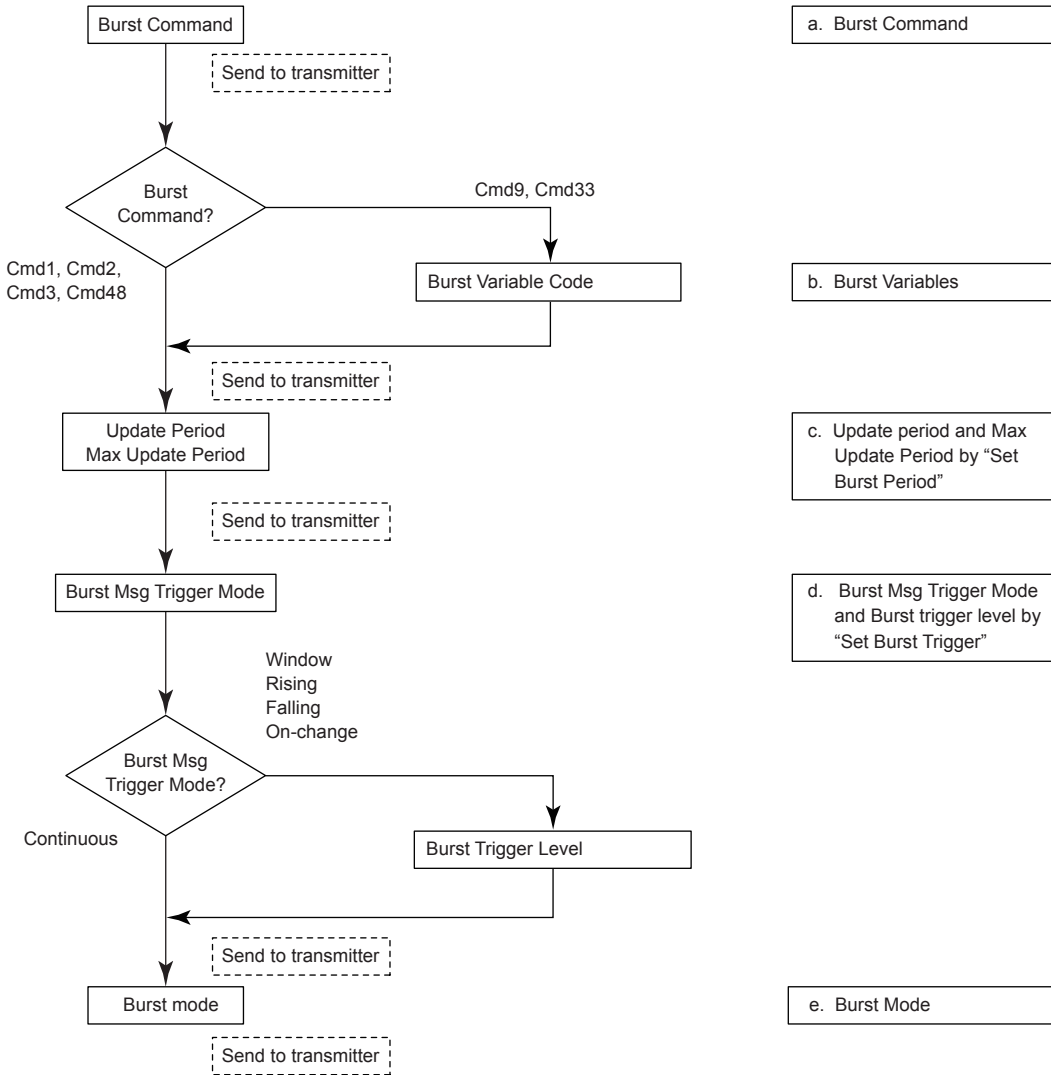 Burst Command
a. Burst Command
Send to transmitter
Burst
Command?
Cmd9, Cmd33
Cmd1, Cmd2,
Cmd3, Cmd48
Burst Variable Code
b. Burst Variables
Send to transmitter
Update Period
Max Update Period
c. Update period and Max
Update Period by “Set
Burst Period”
Send to transmitter
Burst Msg Trigger Mode
d. Burst Msg Trigger Mode
and Burst trigger level by
“Set Burst Trigger”
Window
Rising
Falling
On-change
Burst Msg
Trigger Mode?
Continuous
Burst Trigger Level
Send to transmitter
Burst mode
e. Burst Mode
Send to transmitter